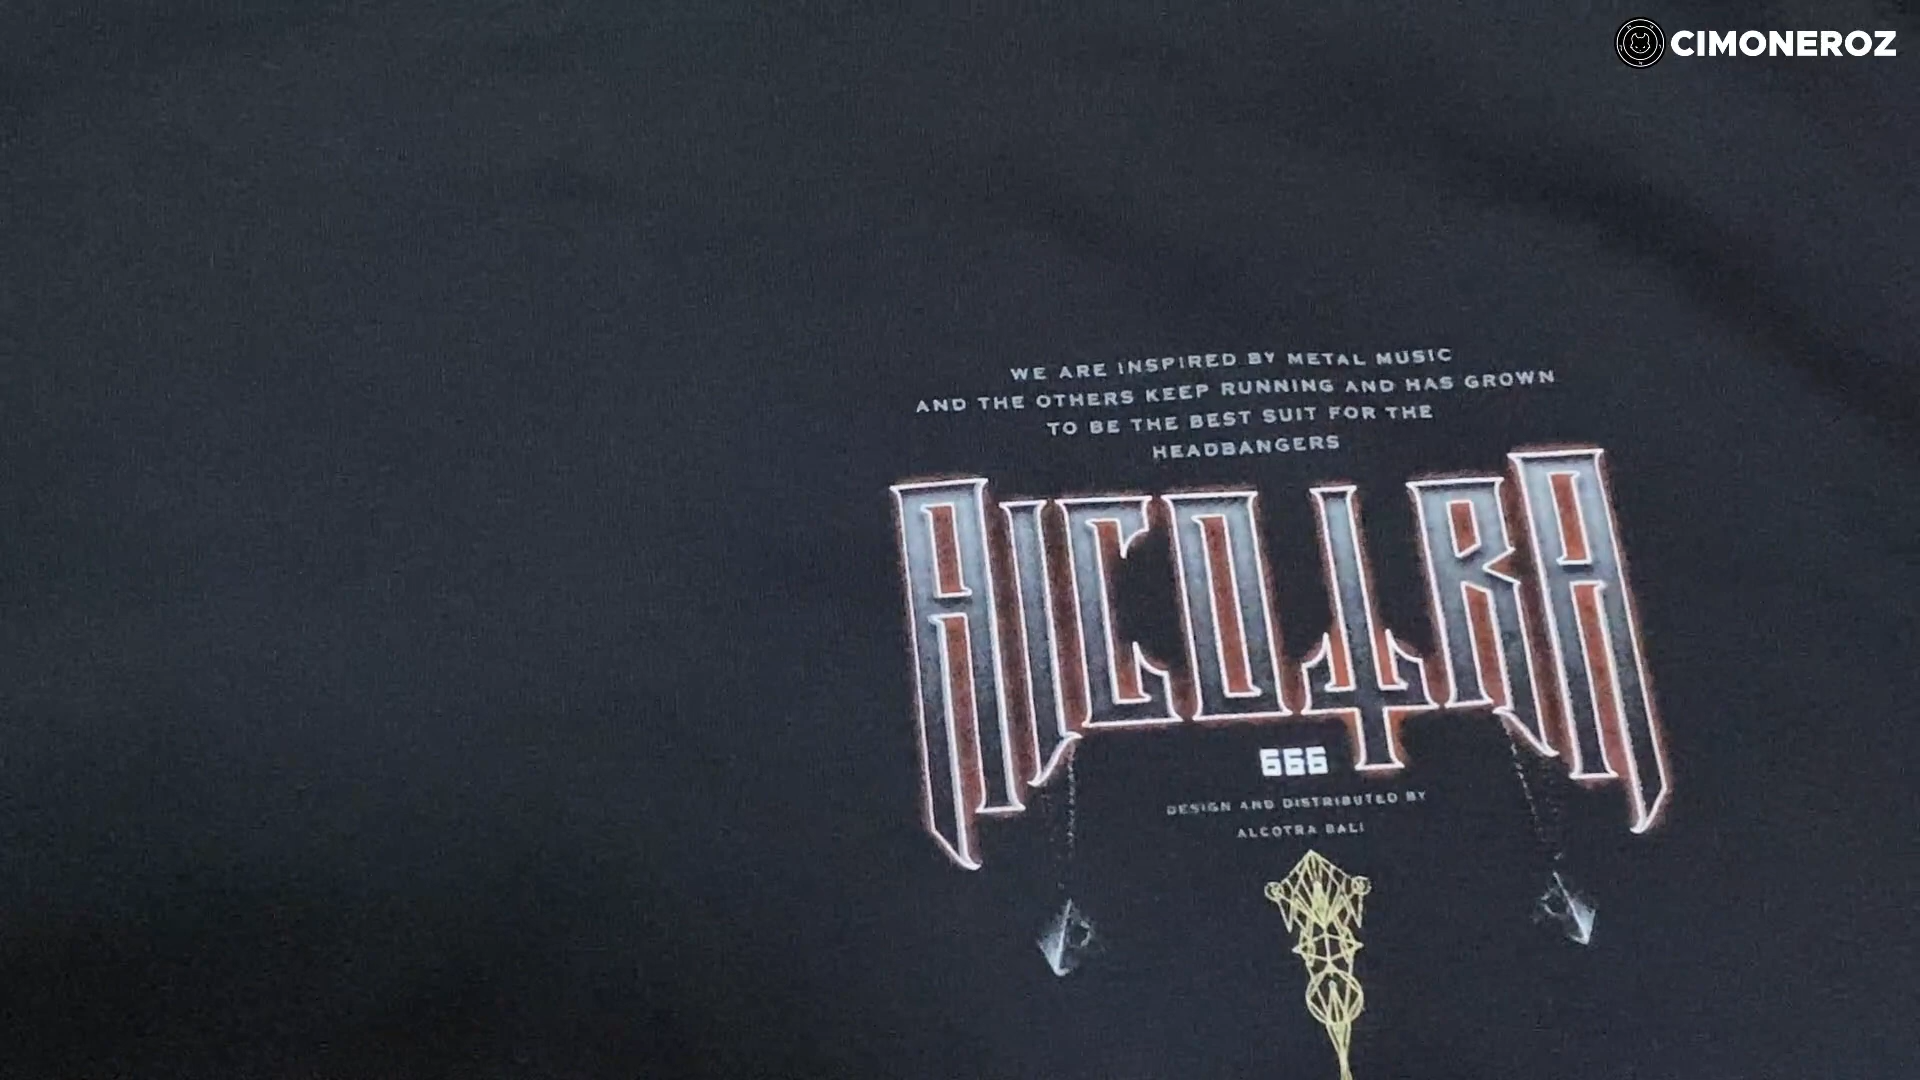 CIMONEROZ
WE ARE INSPIRED BY METAL MUSIC
AND THE OTHERS KEEP RUNNING AND HAS GROWN
TO BE THE BEST SUIT FOR THE
HEADBANGERS
ALCOTRA
666
DESIGN AND DISTRIBUTED BY
ALCOTRA BALI